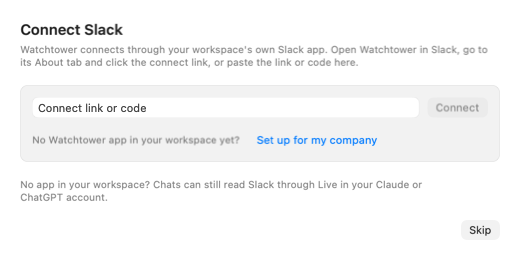 Connect Slack
Watchtower connects through your workspace's own Slack app. Open Watchtower in Slack, go to
its About tab and click the connect link, or paste the link or code here.
Connect link or code
Connect
No Watchtower app in your workspace yet?
Set up for my company
No app in your workspace? Chats can still read Slack through Live in your Claude or
ChatGPT account.
Skip